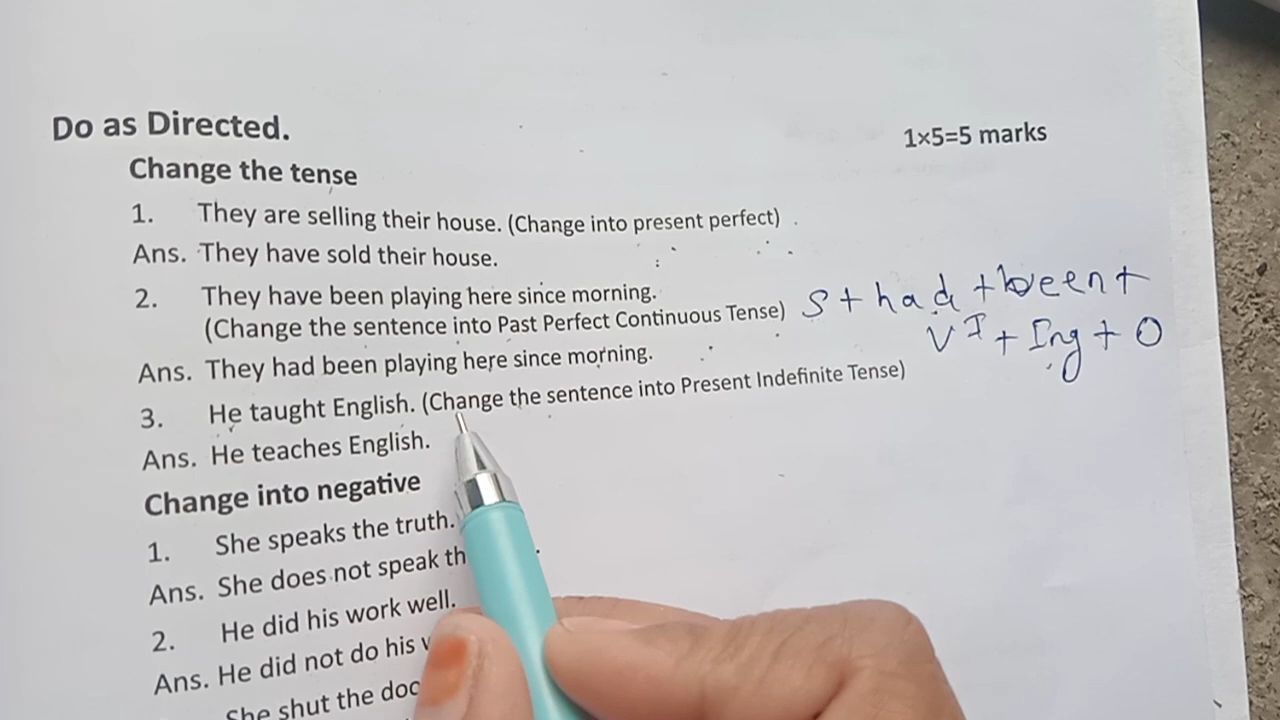 Do as Directed.
1×5=5 marks
Change the tense
1. They are selling their house. (Change into present perfect)
Ans. They have sold their house.
2. They have been playing here since morning.
(Change the sentence into Past Perfect Continuous Tense)
S + had + been +
V I + Ing + O
Ans. They had been playing here since morning.
3. He taught English. (Change the sentence into Present Indefinite Tense)
Ans. He teaches English.
Change into negative
1. She speaks the truth.
Ans. She does not speak
2. He did his work well.
Ans. He did not do his
She shut the